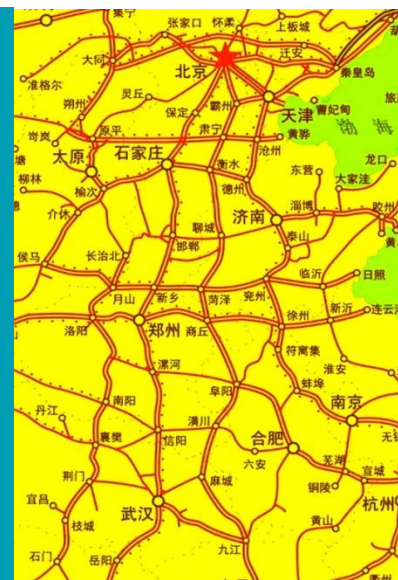 集宁
张家口
怀柔
上板城
大同
迁安
北京
秦皇岛
准格尔
灵丘
朔州
霸州
天津
曹妃甸
渤海
保定
岢岚
原平
肃宁
沧州
黄骅
太原
石家庄
龙口
柳林
衡水
东营
榆次
德州
大家洼
介休
济南
淄博
胶州
聊城
泰山
侯马
长治北
邯郸
临沂
日照
月山
新乡
菏泽
兖州
洛阳
郑州
商丘
徐州
新沂
连云
符离集
漯河
淮安
阜阳
蚌埠
南阳
南京
丹江
潢川
襄樊
信阳
合肥
六安
芜湖
宣城
荆门
麻城
铜陵
宜昌
杭州
枝城
武汉
黄山
石门
岳阳
九江